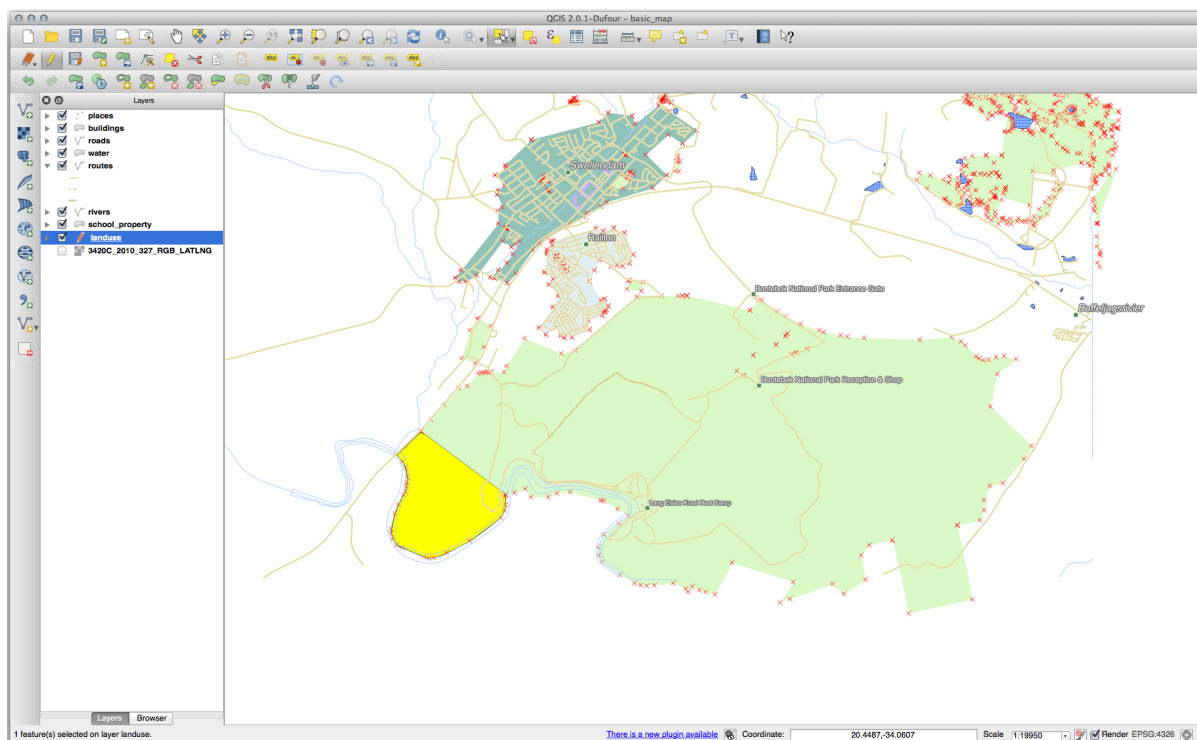 QGIS 2.0.1-Dufour - basic_map
Layers
places
buildings
roads
water
routes
rivers
school_property
landuse
3420C_2010_327_RGB_LATLNG
Swellendam
Railton
Bontebok National Park Entrance Gate
Buffeljagsrivier
Bontebok National Park Reception & Shop
Lang Elsies Kraal Rest Camp
Layers Browser
1 feature(s) selected on layer landuse.
There is a new plugin available
Coordinate: 20.4487,-34.0607
Scale 1:19950
Render EPSG:4326